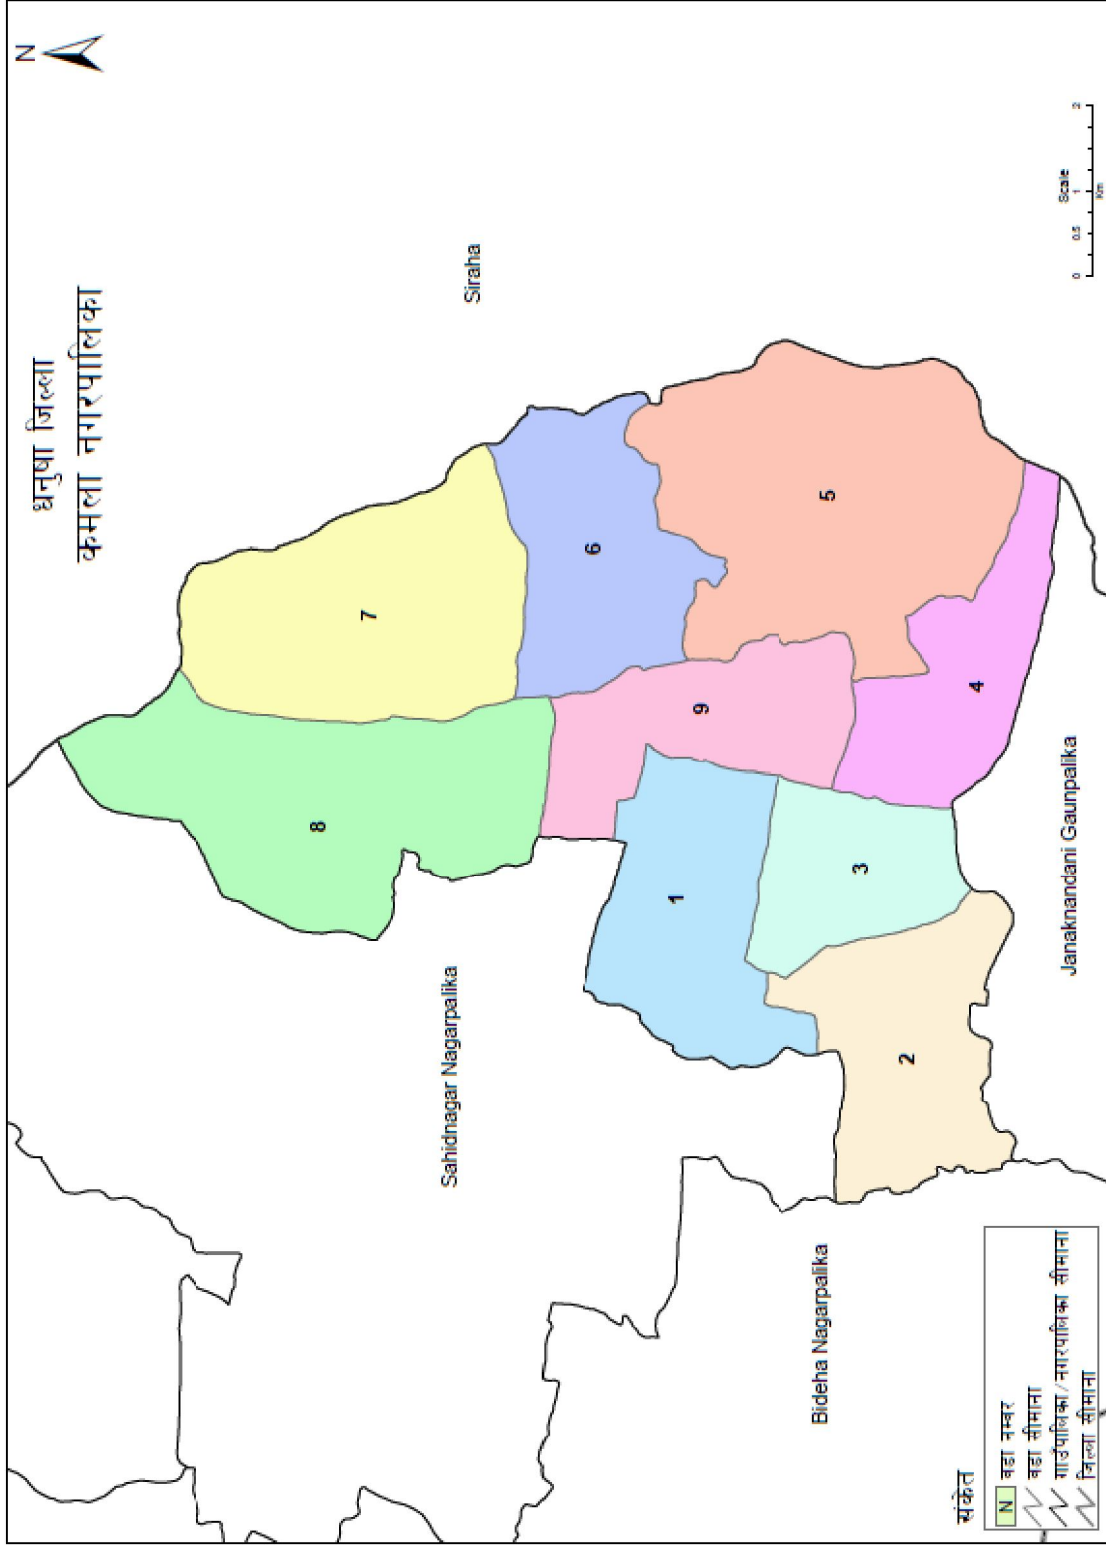 धनुषा जिल्ला
कमला नगरपालिका
N
Siraha
7
6
5
8
9
4
1
3
2
Sahidnagar Nagarpalika
Janaknandani Gaunpalika
Bideha Nagarpalika
Scale
0 0.5 1 2
Km
संकेत
N वडा नम्बर
वडा सीमाना
गाउँपालिका/नगरपालिका सीमाना
जिल्ला सीमाना